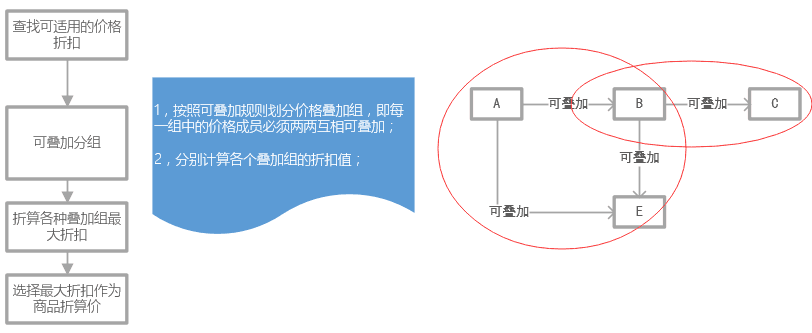 查找可适用的价格
折扣
可叠加分组
折算各种叠加组最
大折扣
选择最大折扣作为
商品折算价
1，按照可叠加规则划分价格叠加组，即每
一组中的价格成员必须两两互相可叠加；
2，分别计算各个叠加组的折扣值；
A
可叠加
B
可叠加
C
可叠加
可叠加
E